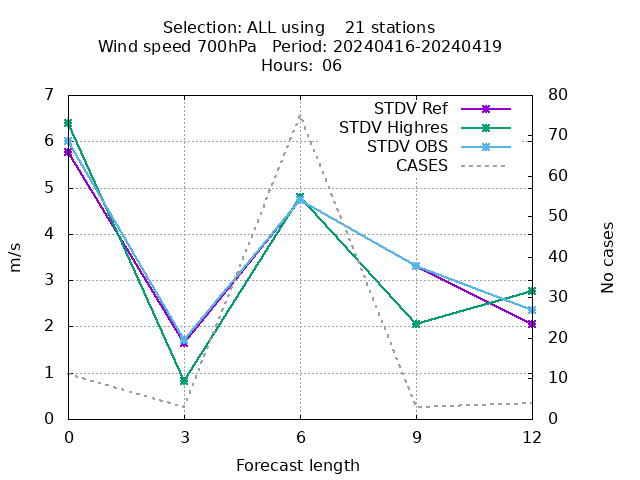 Selection: ALL using    21 stations
Wind speed 700hPa   Period: 20240416-20240419
Hours: 06
7
6
5
4
3
2
1
0
80
70
60
50
40
30
20
10
0
STDV Ref
STDV Highres
STDV OBS
CASES
m/s
No cases
0 3 6 9 12
Forecast length